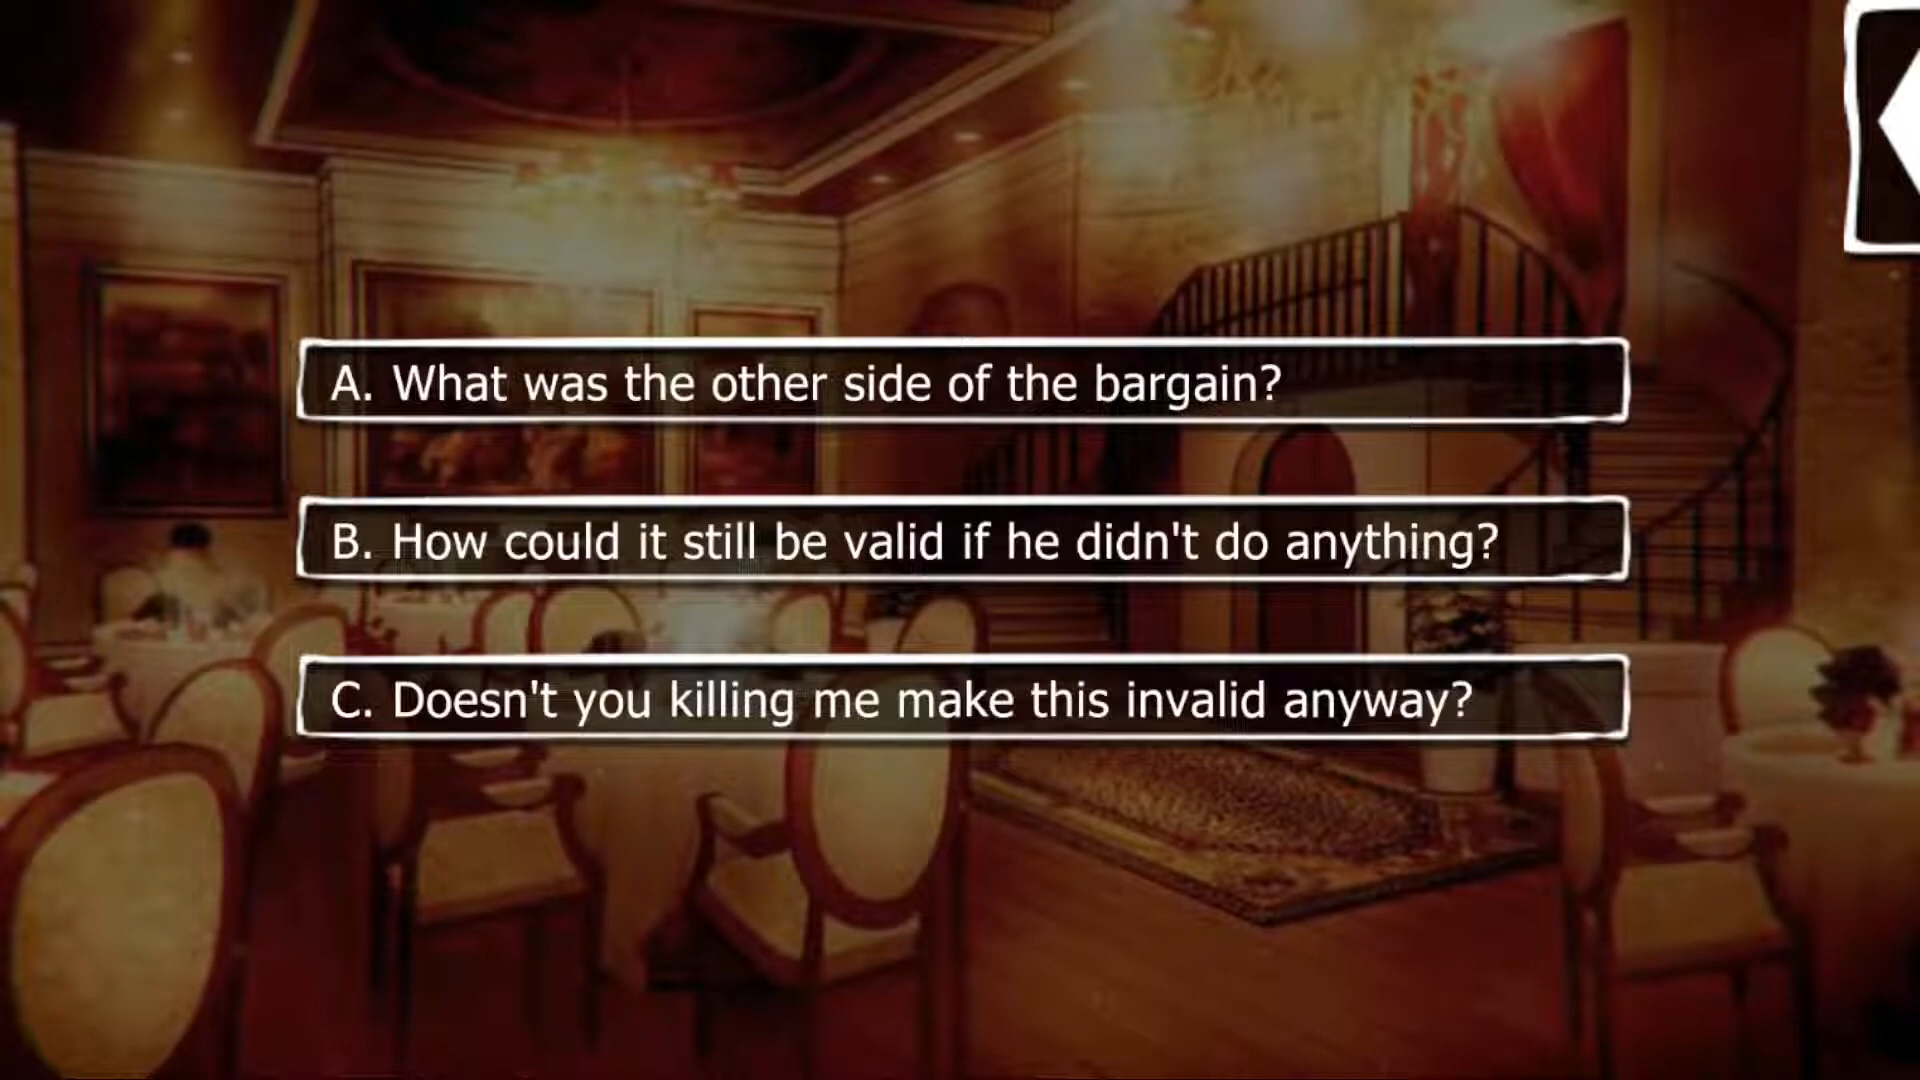 A. What was the other side of the bargain?
B. How could it still be valid if he didn't do anything?
C. Doesn't you killing me make this invalid anyway?